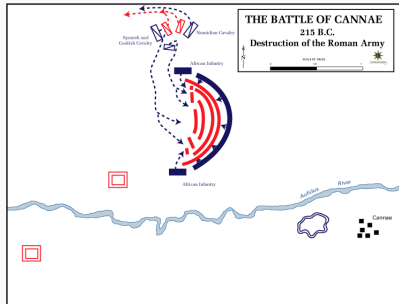 THE BATTLE OF CANNAE
215 B.C.
Destruction of the Roman Army
Numidian Cavalry
Spanish and
Gaulish Cavalry
African Infantry
African Infantry
Aufidus River
Cannae